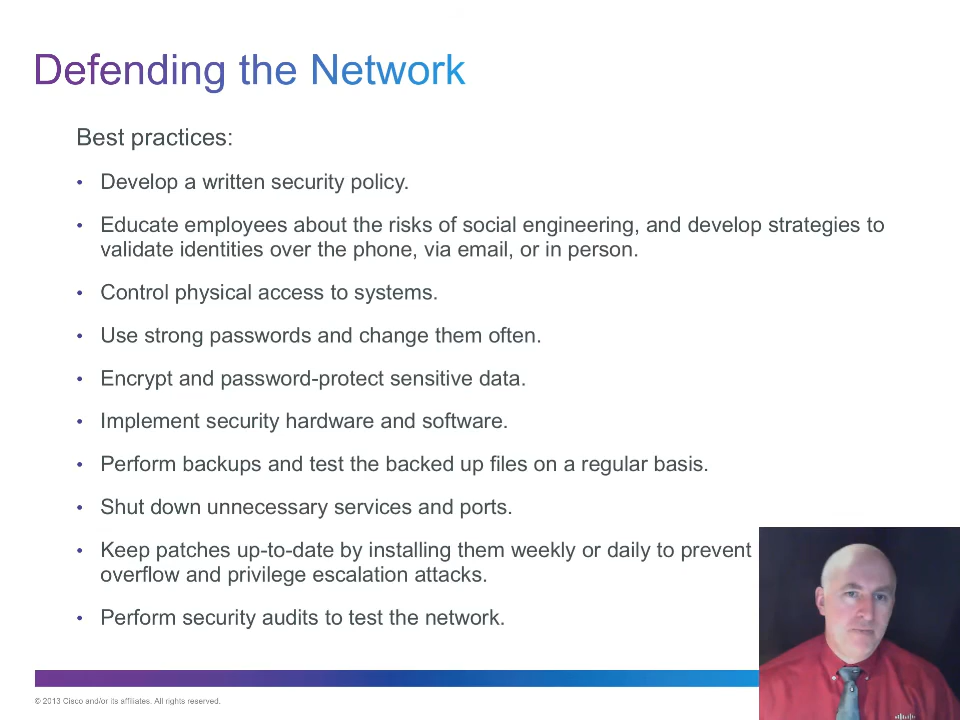 Defending the Network
Best practices:
• Develop a written security policy.
• Educate employees about the risks of social engineering, and develop strategies to
validate identities over the phone, via email, or in person.
• Control physical access to systems.
• Use strong passwords and change them often.
• Encrypt and password-protect sensitive data.
• Implement security hardware and software.
• Perform backups and test the backed up files on a regular basis.
• Shut down unnecessary services and ports.
• Keep patches up-to-date by installing them weekly or daily to prevent
overflow and privilege escalation attacks.
• Perform security audits to test the network.
© 2013 Cisco and/or its affiliates. All rights reserved.